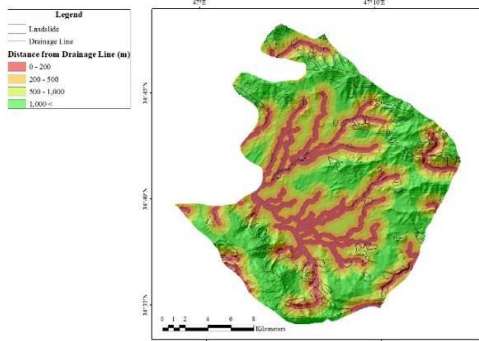 47°E
47°10'E
Legend
Landslide
Drainage Line
Distance from Drainage Line (m)
0 - 200
200 - 500
500 - 1,000
1,000 <
34°45'
34°40'
34°35'
0 1 2 4 6 8
Kilometers